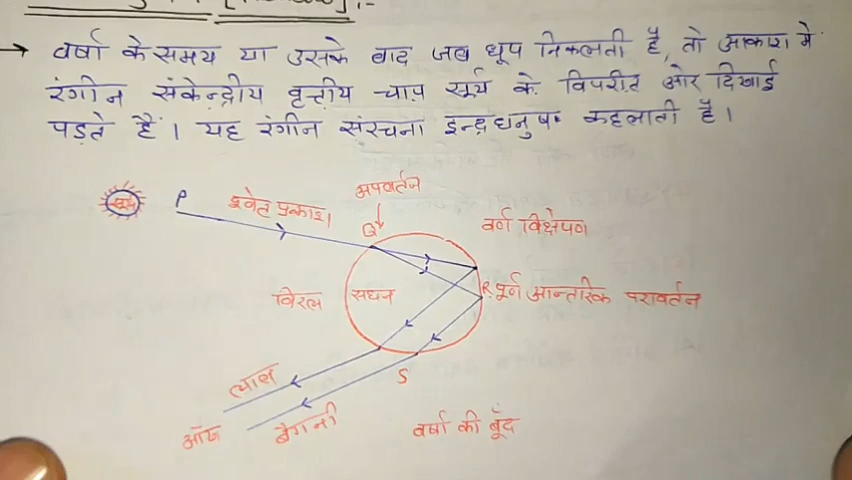 → वर्षा के समय या उसके बाद जब धूप निकलती है, तो आकाश में
रंगीन संकेन्द्रीय वृत्तीय चाप सूर्य के विपरीत ओर दिखाई
पड़ते है। यह रंगीन संरचना इन्द्रधनुष कहलाती है।
सूर्य P श्वेत प्रकाश अपवर्तन
Q वर्ण विक्षेपण
विरल सघन R पूर्ण आन्तरिक परावर्तन
लाल S
आँख बैगनी वर्षा की बूँद